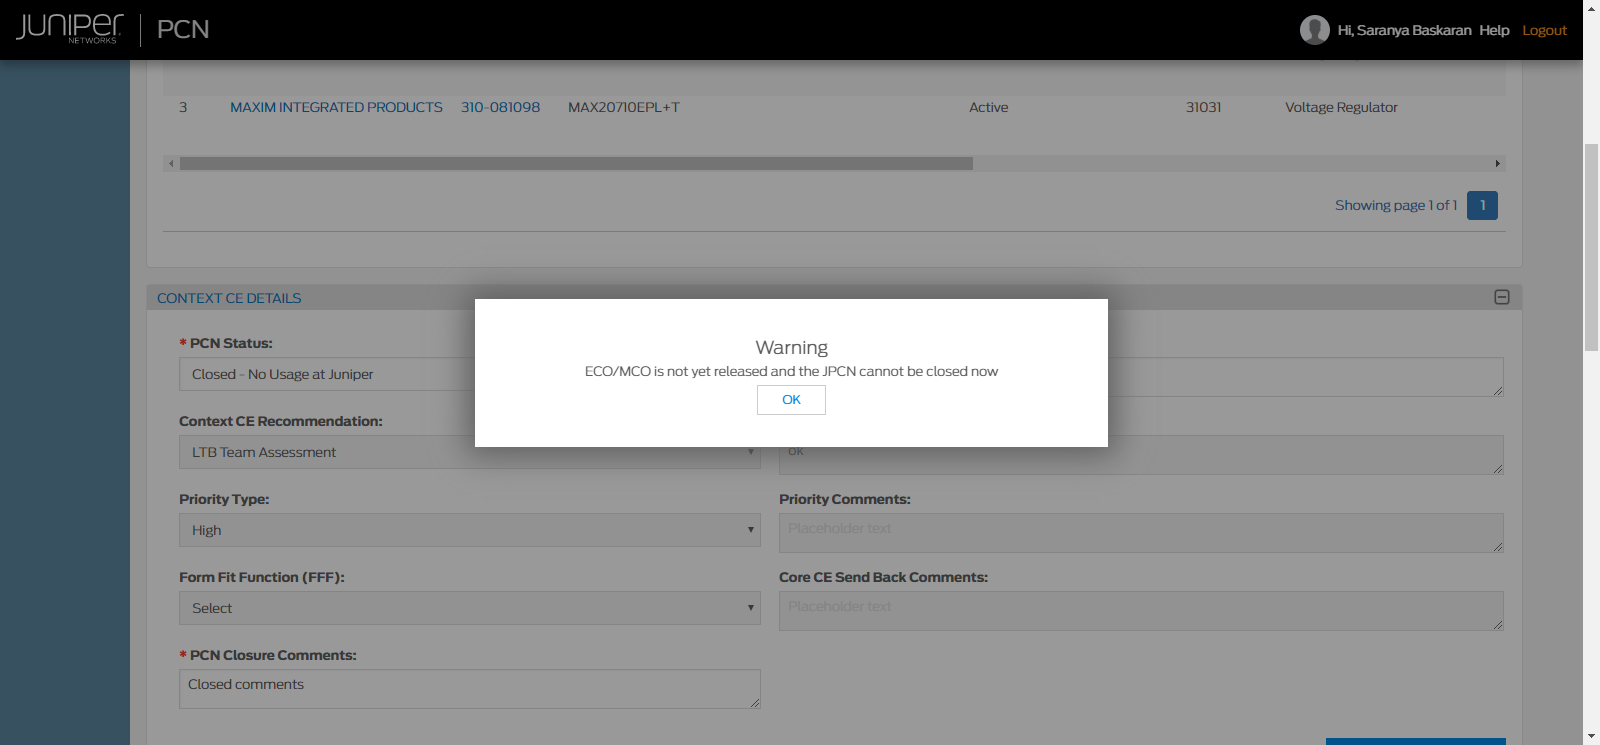 JUNIPER NETWORKS | PCN
Hi, Saranya Baskaran Help Logout
3 MAXIM INTEGRATED PRODUCTS 310-081098 MAX20710EPL+T Active 31031 Voltage Regulator
Showing page 1 of 1 1
CONTEXT CE DETAILS
Warning
ECO/MCO is not yet released and the JPCN cannot be closed now
OK
* PCN Status:
Closed - No Usage at Juniper
Context CE Recommendation:
LTB Team Assessment
ok
Priority Type: Priority Comments:
High Placeholder text
Form Fit Function (FFF): Core CE Send Back Comments:
Select Placeholder text
* PCN Closure Comments:
Closed comments